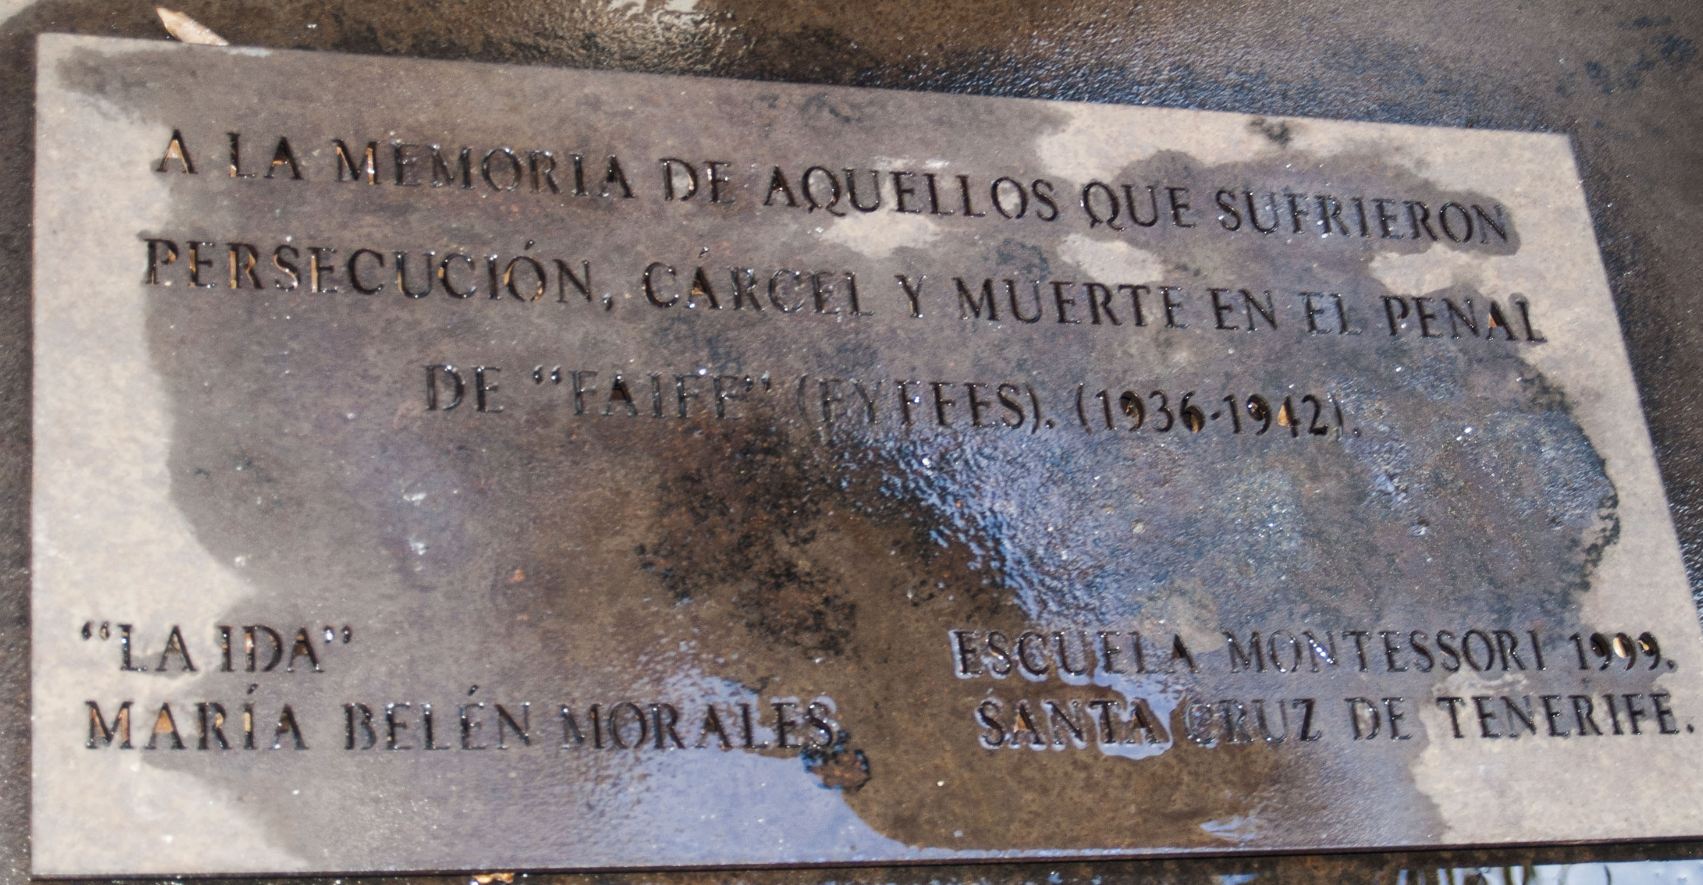 A LA MEMORIA DE AQUELLOS QUE SUFRIERON
PERSECUCIÓN, CÁRCEL Y MUERTE EN EL PENAL
DE "FAIFE" (FYFFES). (1936-1942).
"LA IDA"
MARÍA BELÉN MORALES
ESCUELA MONTESSORI 1999.
SANTA CRUZ DE TENERIFE.